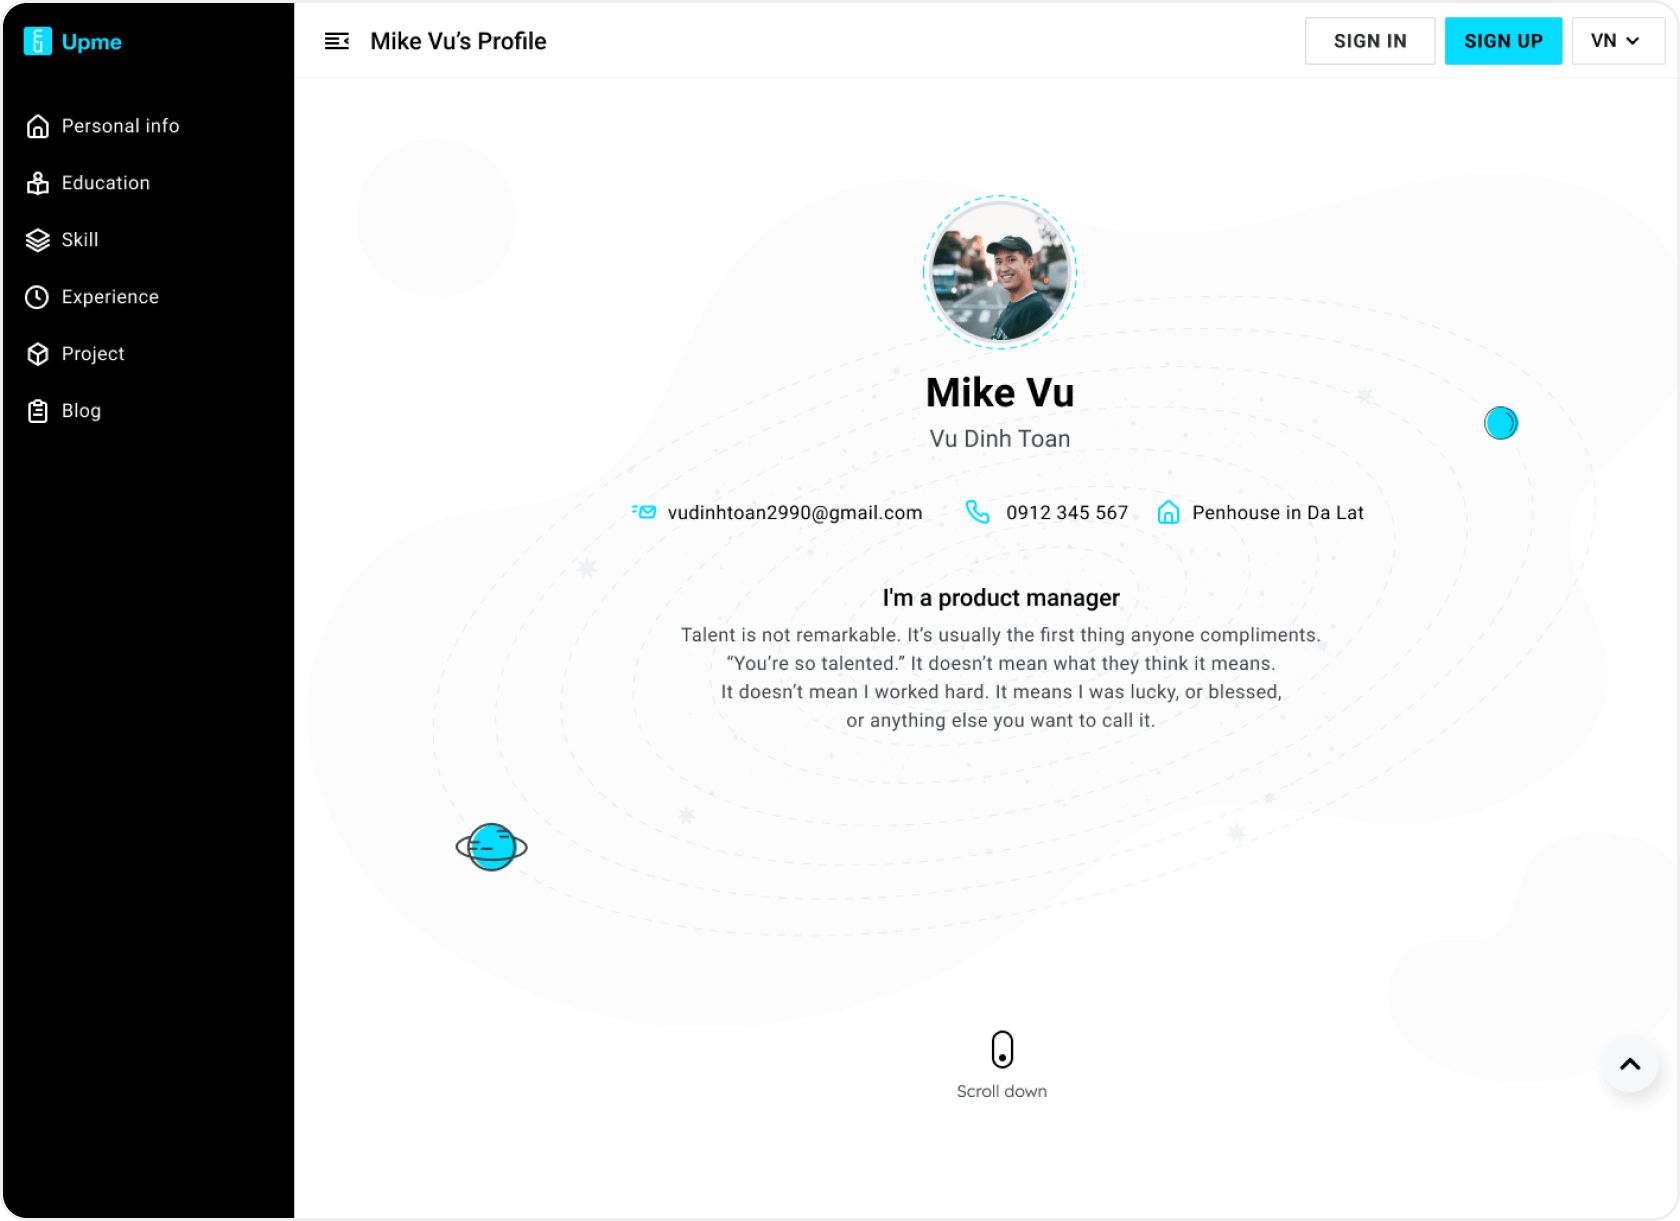 Upme
Personal info
Education
Skill
Experience
Project
Blog
Mike Vu’s Profile
SIGN IN
SIGN UP
VN
Mike Vu
Vu Dinh Toan
vudinhtoan2990@gmail.com
0912 345 567
Penhouse in Da Lat
I'm a product manager
Talent is not remarkable. It’s usually the first thing anyone compliments.
“You’re so talented.” It doesn’t mean what they think it means.
It doesn’t mean I worked hard. It means I was lucky, or blessed,
or anything else you want to call it.
Scroll down